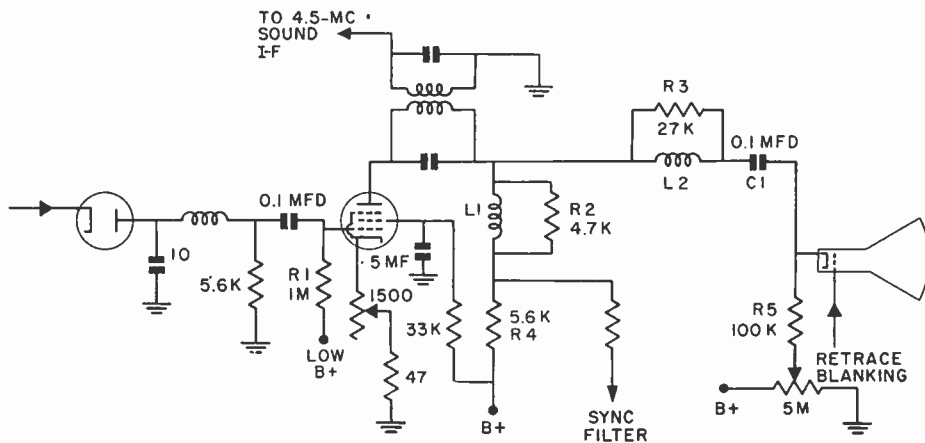 TO 4.5-MC
SOUND
I-F
R3
27K
0.1 MFD
L2
C1
0.1 MFD
L1
R2
4.7K
10
5.6K
R1
1M
.5MF
1500
33K
5.6K
R4
R5
100K
LOW
B+
47
RETRACE
BLANKING
B+
5M
B+
SYNC
FILTER